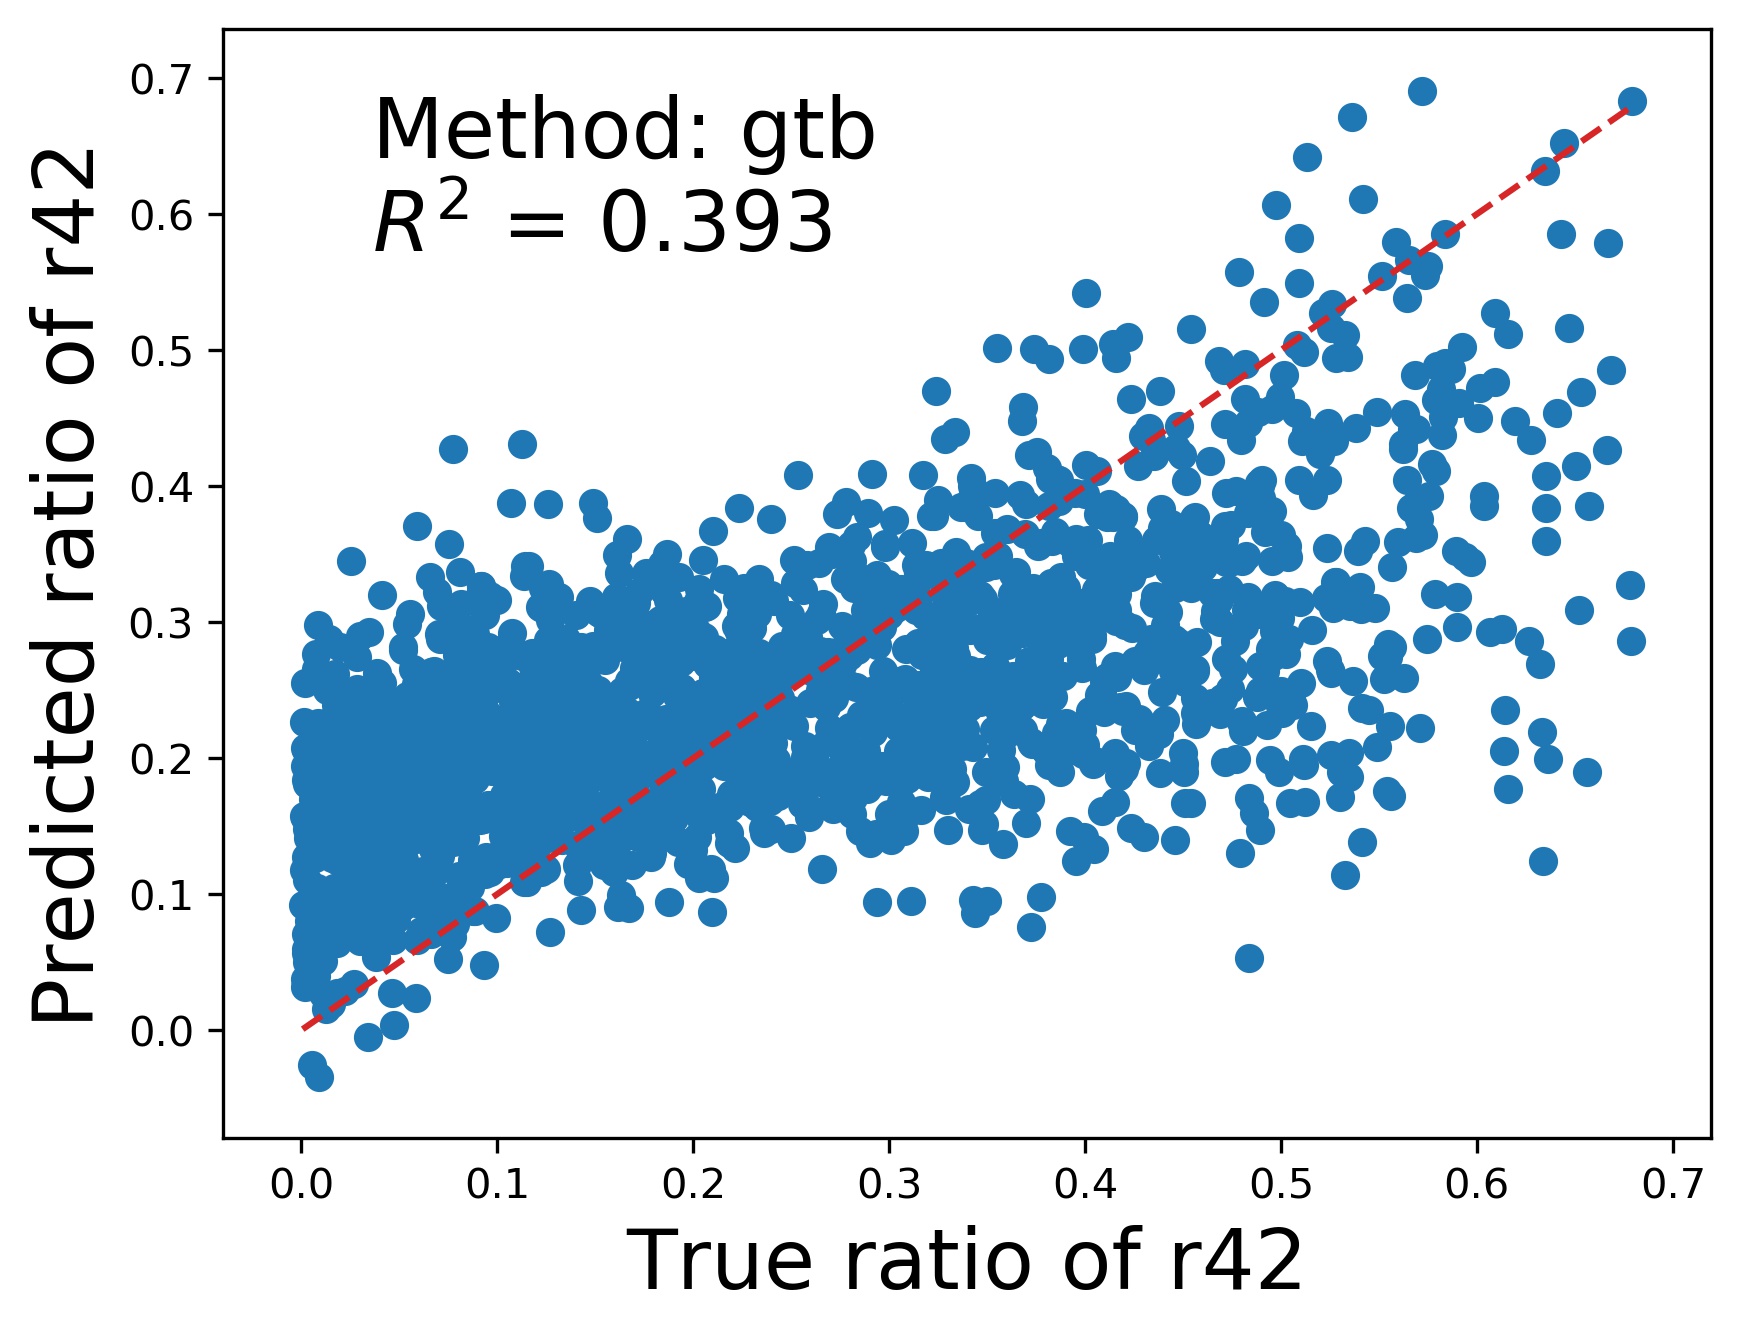 Method: gtb
R² = 0.393
Predicted ratio of r42
0.7
0.6
0.5
0.4
0.3
0.2
0.1
0.0
0.0 0.1 0.2 0.3 0.4 0.5 0.6 0.7
True ratio of r42